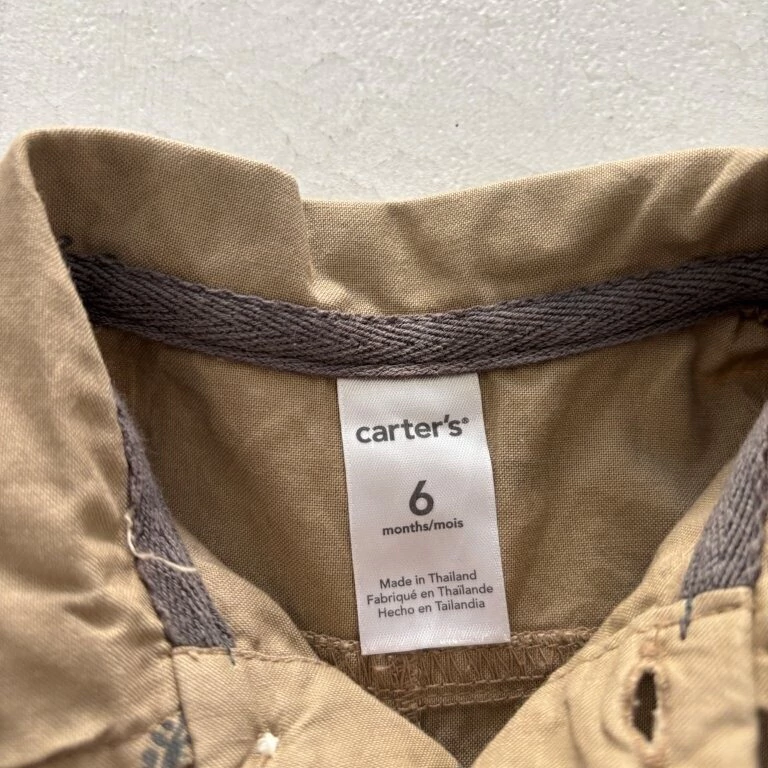 carter's®
6
months/mois
Made in Thailand
Fabriqué en Thaïlande
Hecho en Tailandia